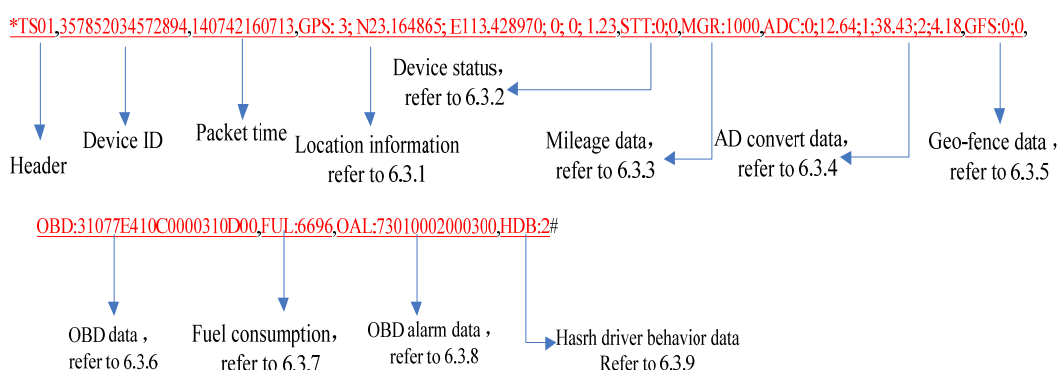 *TS01,357852034572894,140742160713,GPS: 3; N23.164865; E113.428970; 0; 0; 1.23,STT:0;0,MGR:1000,ADC:0;12.64;1;38.43;2;4.18,GFS:0;0,
Device status,
refer to 6.3.2
Header
Device ID
Packet time
Location information
refer to 6.3.1
Mileage data,
refer to 6.3.3
AD convert data,
refer to 6.3.4
Geo-fence data,
refer to 6.3.5
OBD:31077E410C0000310D00,FUL:6696,OAL:73010002000300,HDB:2#
OBD data,
refer to 6.3.6
Fuel consumption,
refer to 6.3.7
OBD alarm data,
refer to 6.3.8
Hasrh driver behavior data
Refer to 6.3.9